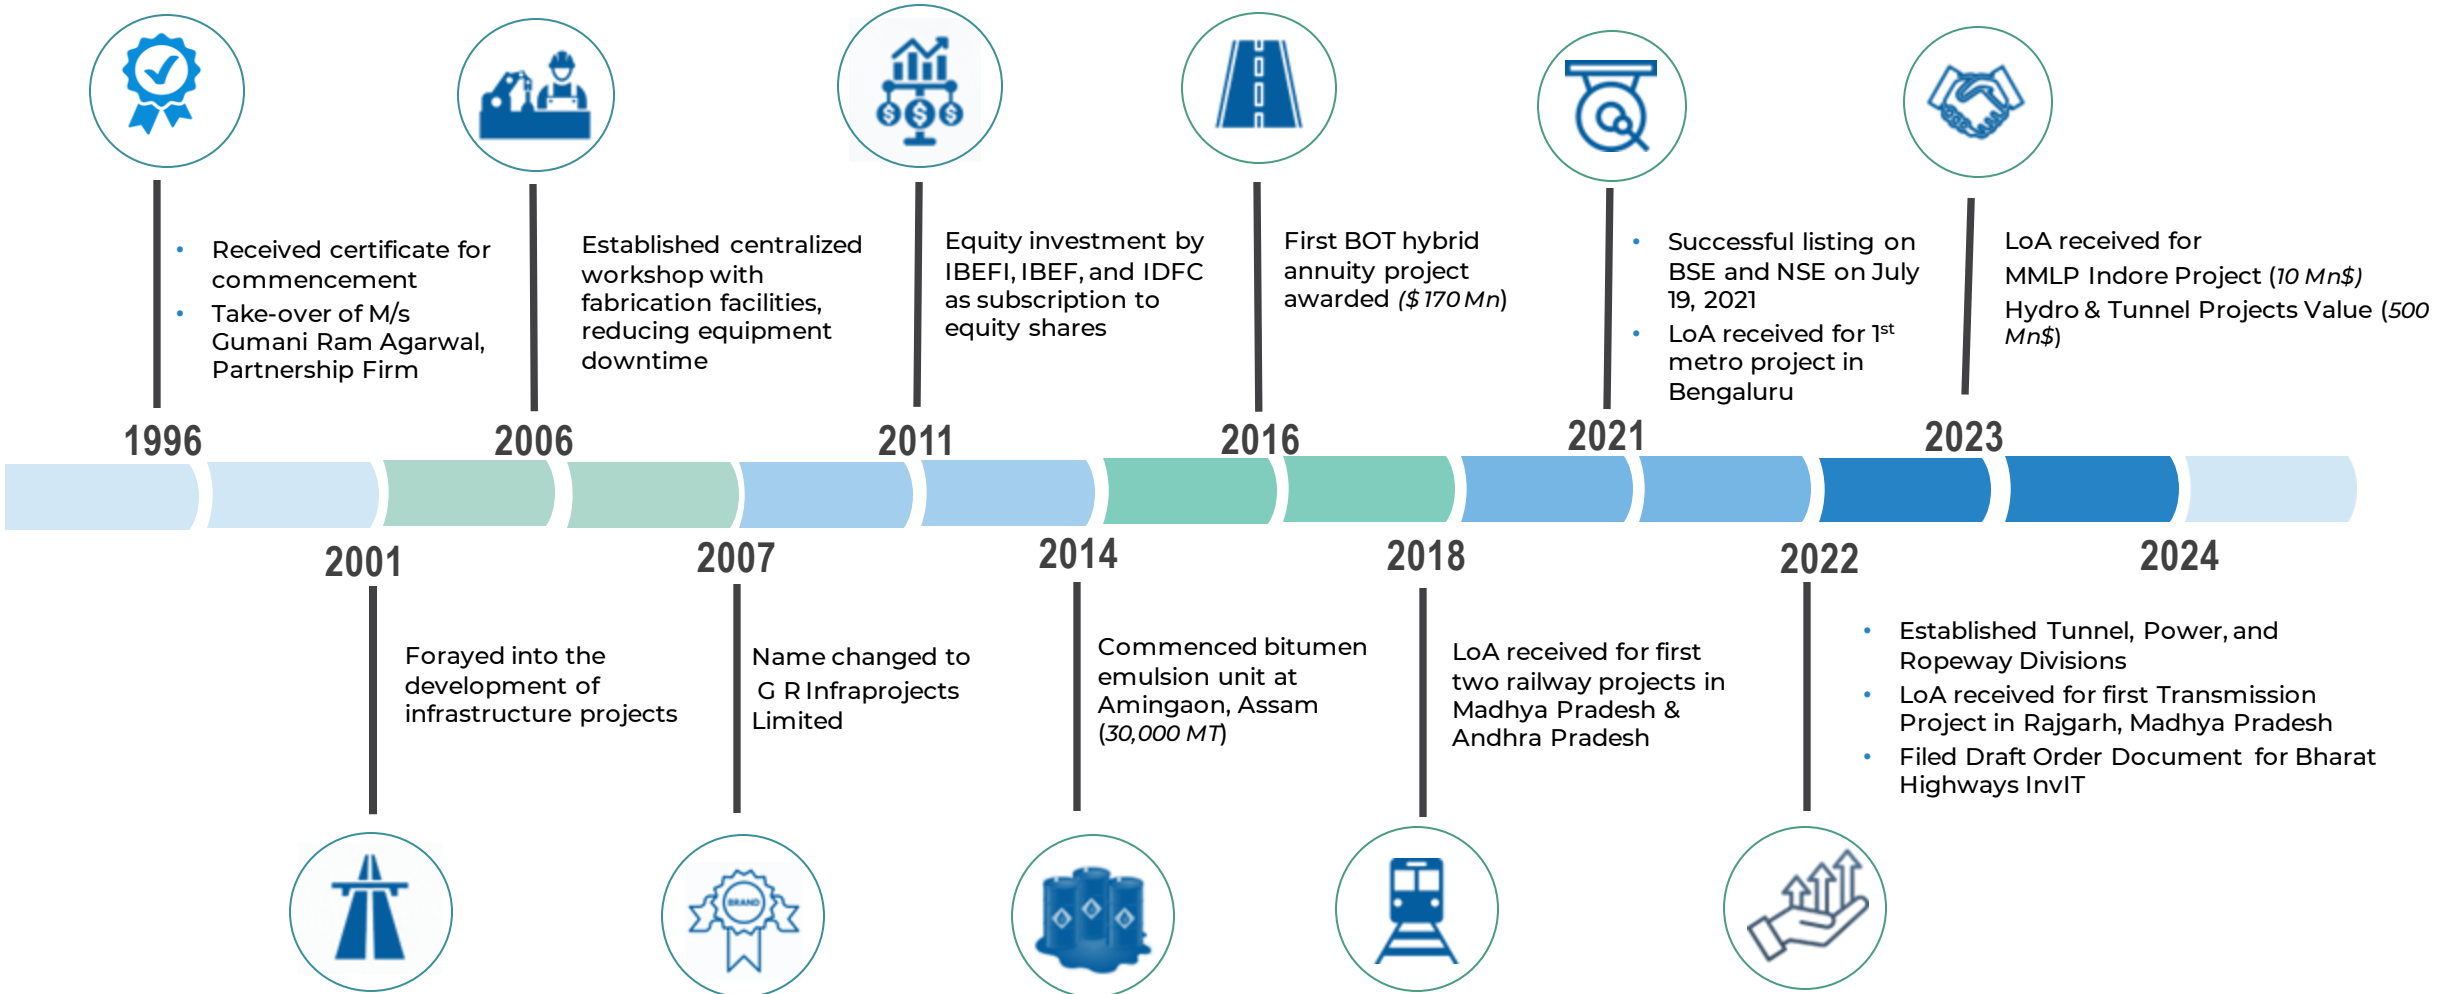 • Received certificate for
commencement
• Take-over of M/s
Gumani Ram Agarwal,
Partnership Firm
1996
Established centralized
workshop with
fabrication facilities,
reducing equipment
downtime
2006
Equity investment by
IBEFI, IBEF, and IDFC
as subscription to
equity shares
2011
First BOT hybrid
annuity project
awarded ($ 170 Mn)
2016
• Successful listing on
BSE and NSE on July
19, 2021
• LoA received for 1st
metro project in
Bengaluru
2021
LoA received for
MMLP Indore Project (10 Mn$)
Hydro & Tunnel Projects Value (500
Mn$)
2023
2001
Forayed into the
development of
infrastructure projects
2007
Name changed to
G R Infraprojects
Limited
BRAND
2014
Commenced bitumen
emulsion unit at
Amingaon, Assam
(30,000 MT)
2018
LoA received for first
two railway projects in
Madhya Pradesh &
Andhra Pradesh
2022
• Established Tunnel, Power, and
Ropeway Divisions
• LoA received for first Transmission
Project in Rajgarh, Madhya Pradesh
• Filed Draft Order Document for Bharat
Highways InvIT
2024